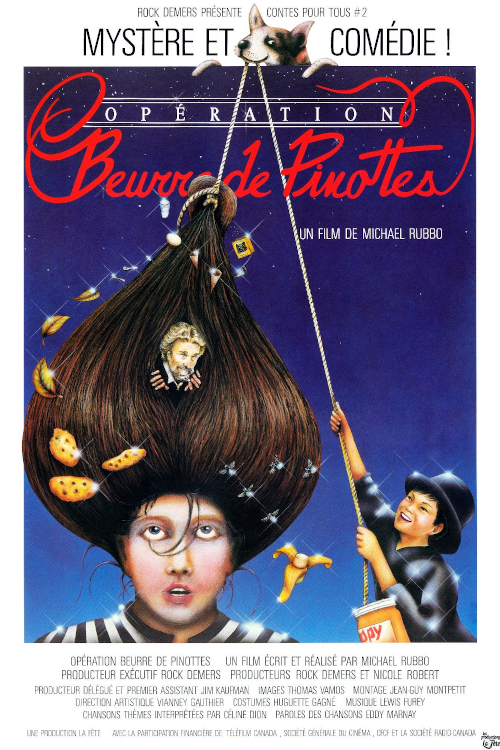 ROCK DEMERS PRÉSENTE CONTES POUR TOUS #2
MYSTÈRE ET COMÉDIE !
OPÉRATION
Beurre de Pinottes
UN FILM DE MICHAEL RUBBO
OPÉRATION BEURRE DE PINOTTES UN FILM ÉCRIT ET RÉALISÉ PAR MICHAEL RUBBO
PRODUCTEUR EXÉCUTIF ROCK DEMERS PRODUCTEURS ROCK DEMERS ET NICOLE ROBERT
PRODUCTEUR DÉLÉGUÉ ET PREMIER ASSISTANT JIM KAUFMAN IMAGES THOMAS VAMOS MONTAGE JEAN-GUY MONTPETIT
DIRECTION ARTISTIQUE VIANNEY GAUTHIER COSTUMES HUGUETTE GAGNÉ MUSIQUE LEWIS FUREY
CHANSONS THÈMES INTERPRÉTÉES PAR CÉLINE DION PAROLES DES CHANSONS EDDY MARNAY
UNE PRODUCTION LA FÊTE AVEC LA PARTICIPATION FINANCIÈRE DE TÉLÉFILM CANADA, SOCIÉTÉ GÉNÉRALE DU CINÉMA, CFCF ET LA SOCIÉTÉ RADIO-CANADA